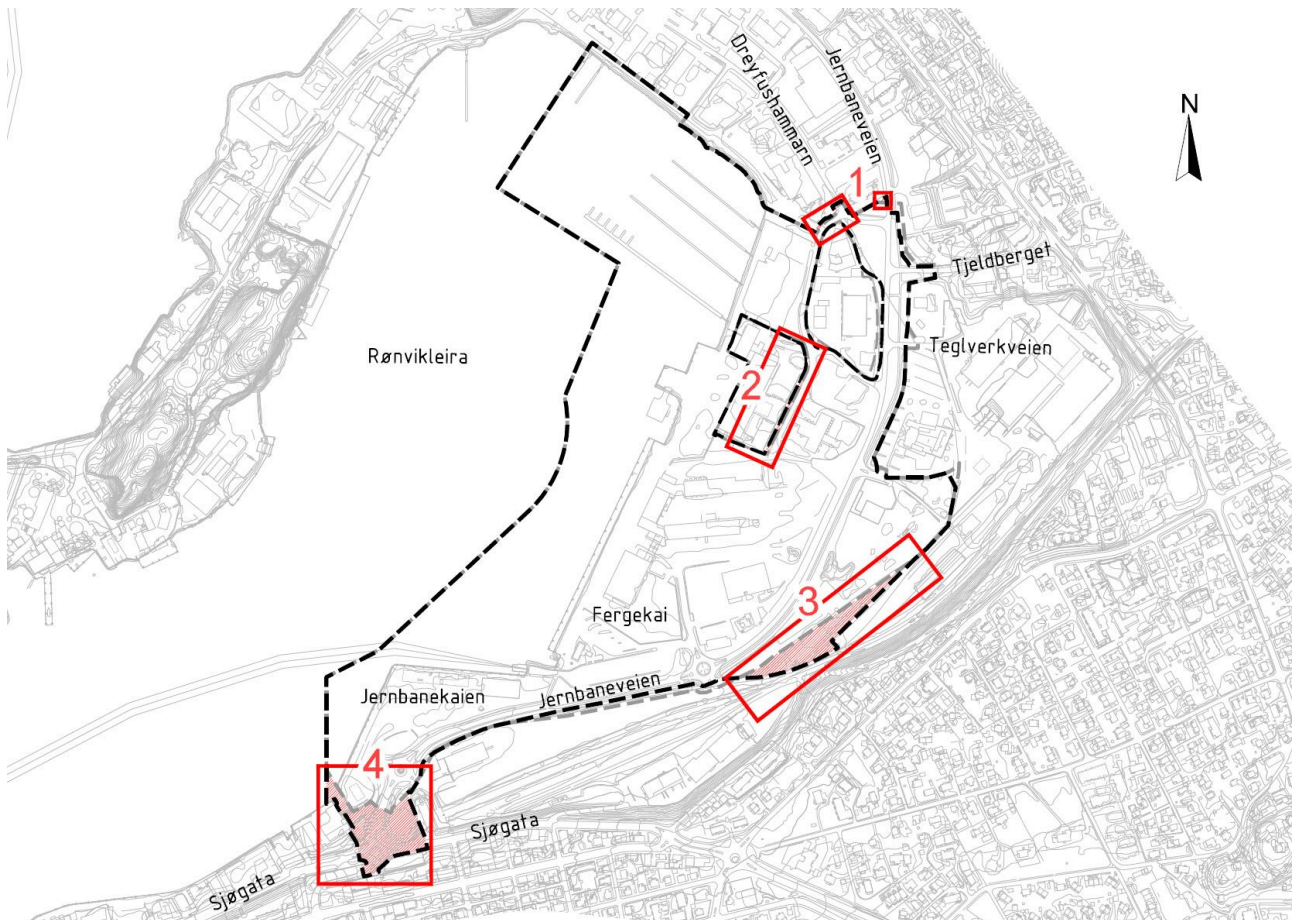 Dreyfushammarn
Jernbaneveien
N
1
Tjeldberget
Rønvikleira
Teglverkveien
2
3
Fergekai
Jernbanekaien
Jernbaneveien
4
Sjøgata
Sjøgata